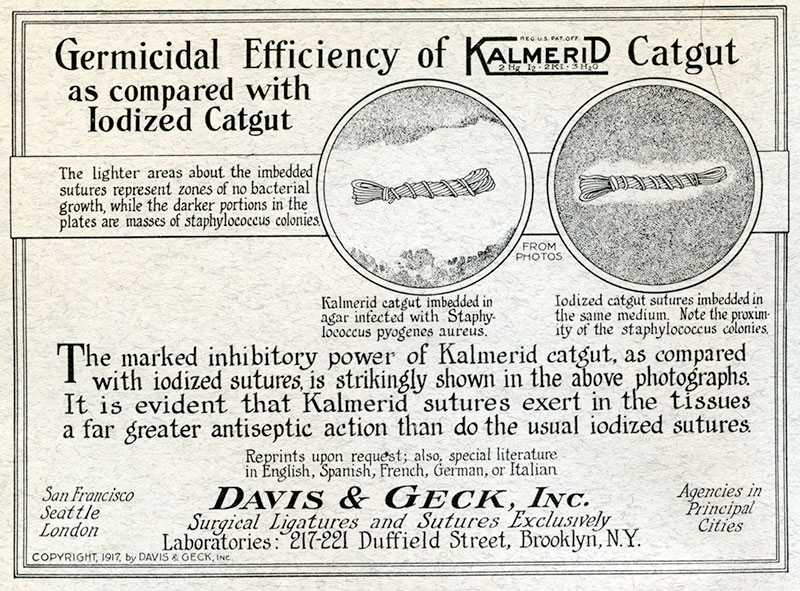 REG. U.S. PAT. OFF.
Germicidal Efficiency of KALMERID Catgut
2 Hg I2·2KI·3 H2O
as compared with
Iodized Catgut
The lighter areas about the imbedded
sutures represent zones of no bacterial
growth, while the darker portions in the
plates are masses of staphylococcus colonies.
FROM
PHOTOS
Kalmerid catgut imbedded in
agar infected with Staphy-
lococcus pyogenes aureus.
Iodized catgut sutures imbedded in
the same medium. Note the proxim-
ity of the staphylococcus colonies.
The marked inhibitory power of Kalmerid catgut, as compared
with iodized sutures, is strikingly shown in the above photographs.
It is evident that Kalmerid sutures exert in the tissues
a far greater antiseptic action than do the usual iodized sutures.
Reprints upon request; also, special literature
in English, Spanish, French, German, or Italian
San Francisco
Seattle
London
DAVIS & GECK, INC.
Surgical Ligatures and Sutures Exclusively
Laboratories: 217-221 Duffield Street, Brooklyn, N.Y.
Agencies in
Principal
Cities
COPYRIGHT, 1917, by DAVIS & GECK, INC.